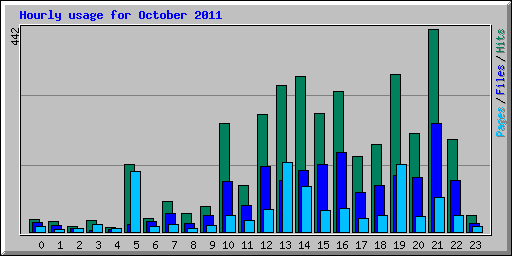 Hourly usage for October 2011
442
Pages / Files / Hits
0 1 2 3 4 5 6 7 8 9 10 11 12 13 14 15 16 17 18 19 20 21 22 23